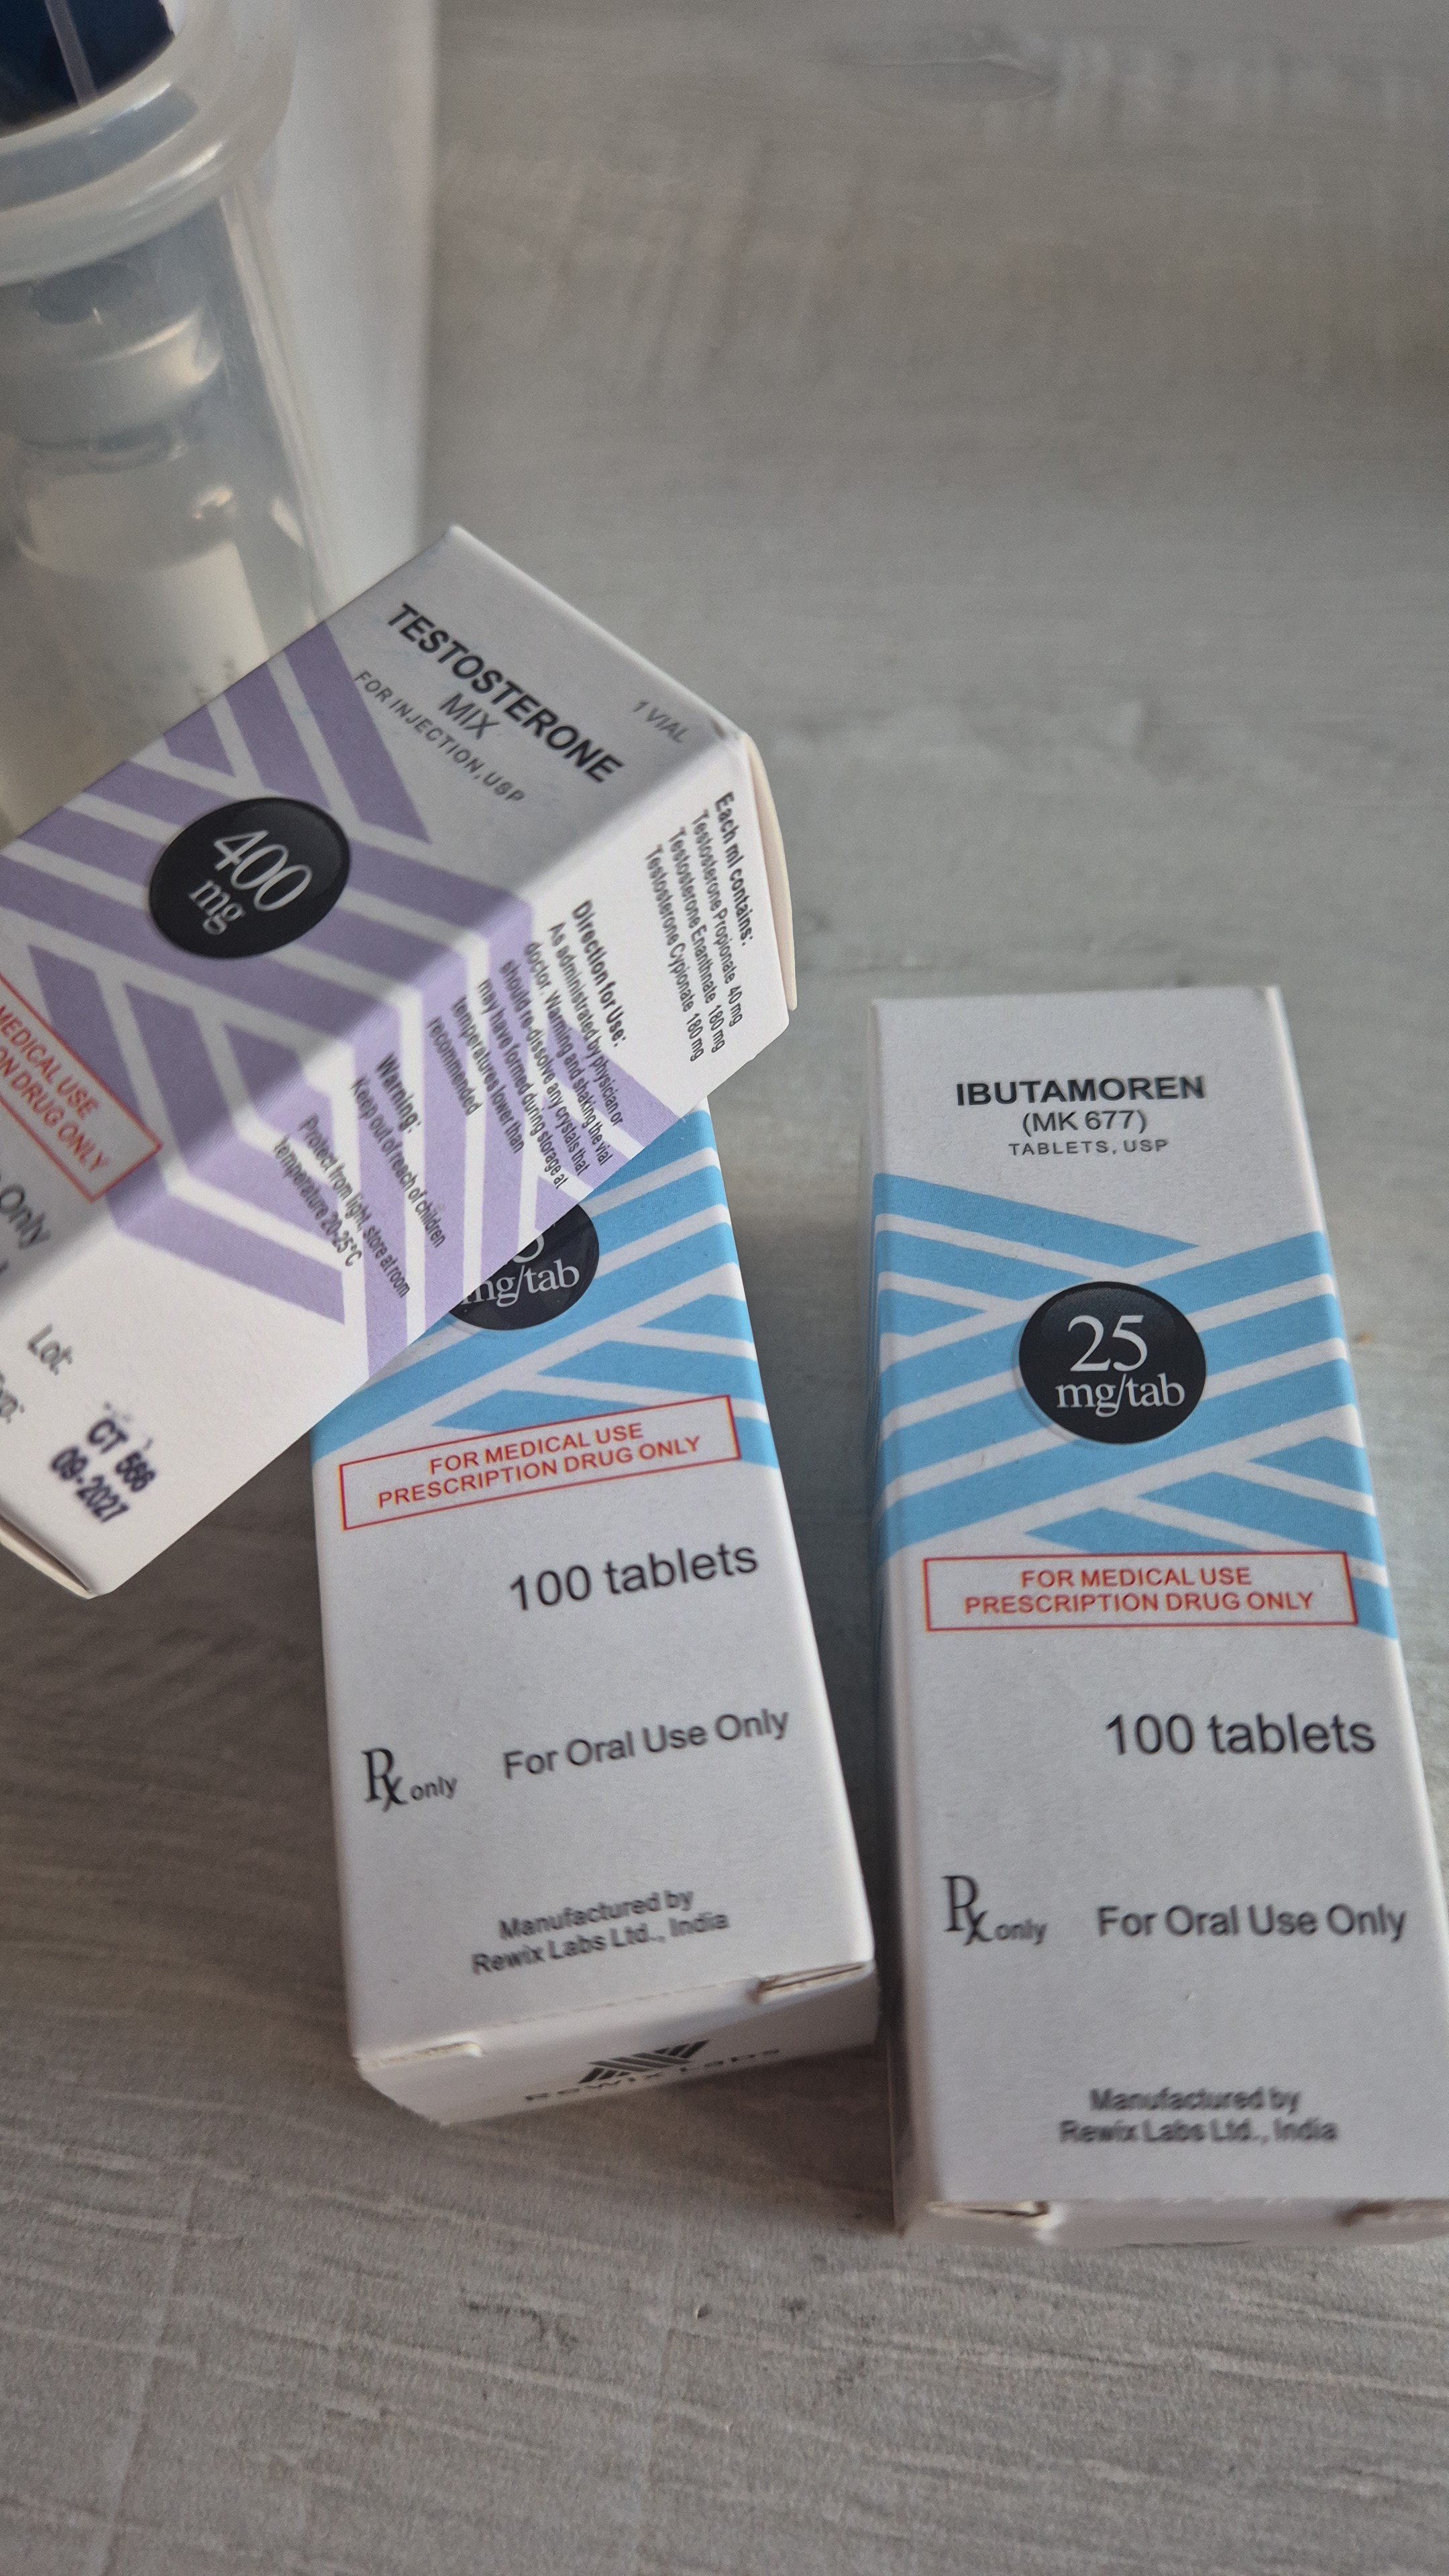 TESTOSTERONE
MIX
FOR INJECTION, USP
1 VIAL
400
mg
MEDICAL USE
DRUG ONLY
Only
Each ml contains:
Testosterone Propionate 40 mg
Testosterone Enanthate 180 mg
Testosterone Cypionate 180 mg
Direction for Use:
As administrated by physician or
doctor. Warming and shaking the vial
should re-dissolve any crystals that
may have formed during storage at
temperatures lower than
recommended
Warning:
Keep out of reach of children
Protect from light, store at room
temperature 20-25°C
Lot:
CT 566
09-2027
mg/tab
FOR MEDICAL USE
PRESCRIPTION DRUG ONLY
100 tablets
Rx only
For Oral Use Only
Manufactured by
Rewix Labs Ltd., India
Rewix Labs
IBUTAMOREN
(MK 677)
TABLETS, USP
25
mg/tab
FOR MEDICAL USE
PRESCRIPTION DRUG ONLY
100 tablets
Rx only
For Oral Use Only
Manufactured by
Rewix Labs Ltd., India